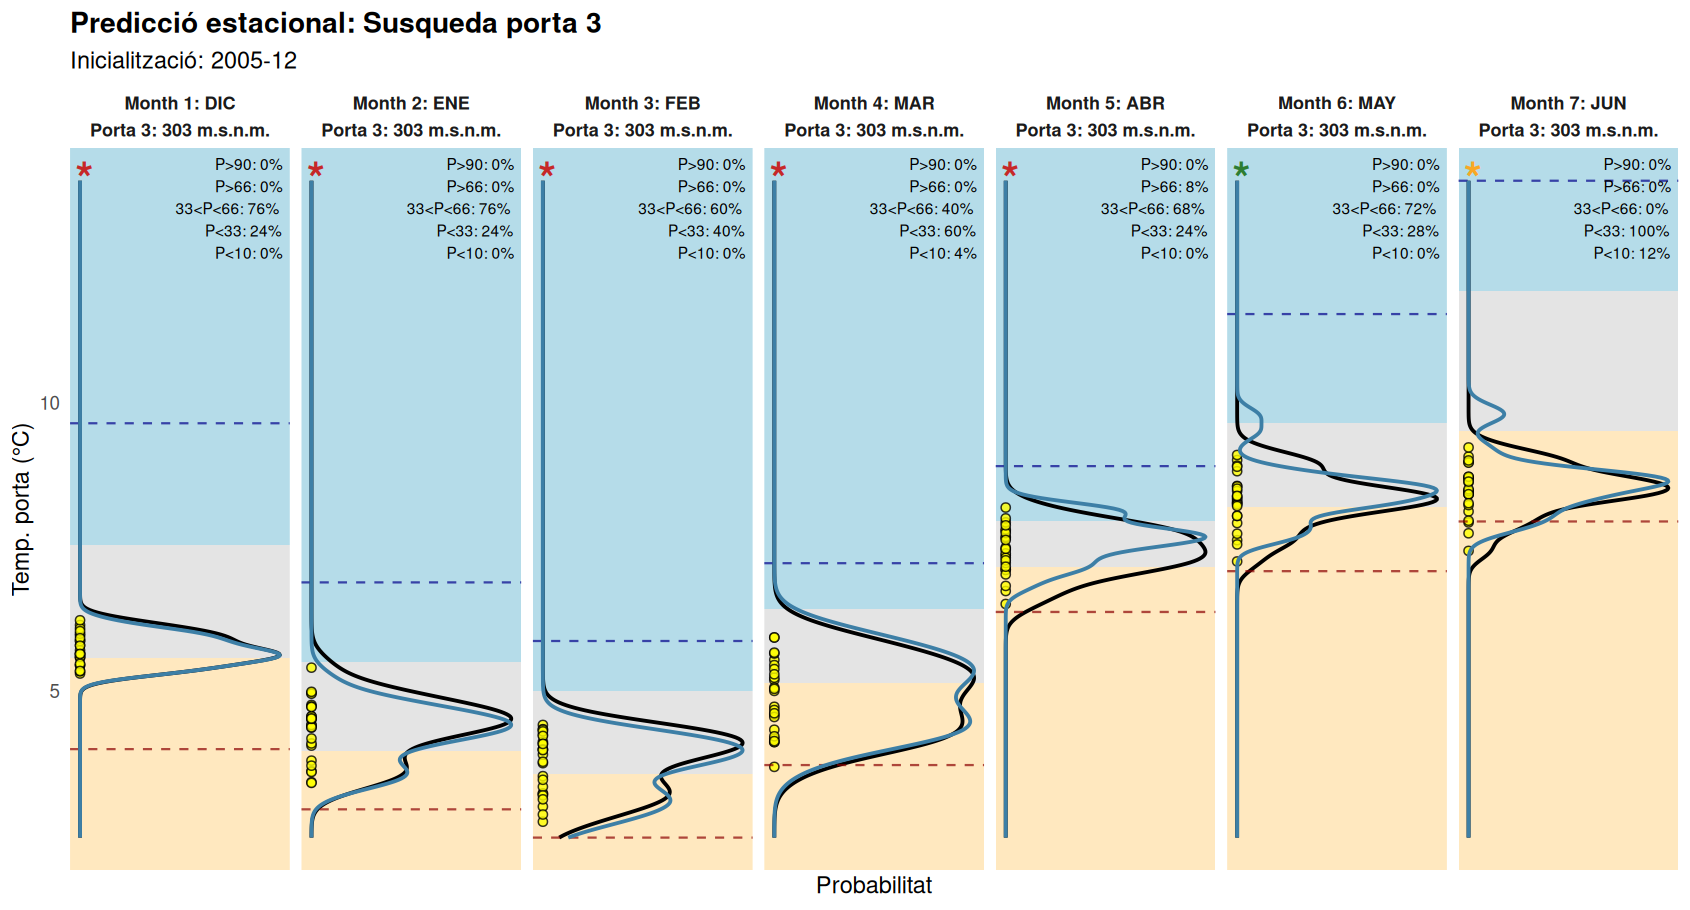 Predicció estacional: Susqueda porta 3
Inicialització: 2005-12
Month 1: DIC
Porta 3: 303 m.s.n.m.
Month 2: ENE
Porta 3: 303 m.s.n.m.
Month 3: FEB
Porta 3: 303 m.s.n.m.
Month 4: MAR
Porta 3: 303 m.s.n.m.
Month 5: ABR
Porta 3: 303 m.s.n.m.
Month 6: MAY
Porta 3: 303 m.s.n.m.
Month 7: JUN
Porta 3: 303 m.s.n.m.
*
P>90: 0%
P>66: 0%
33<P<66: 76%
P<33: 24%
P<10: 0%
*
P>90: 0%
P>66: 0%
33<P<66: 76%
P<33: 24%
P<10: 0%
*
P>90: 0%
P>66: 0%
33<P<66: 60%
P<33: 40%
P<10: 0%
*
P>90: 0%
P>66: 0%
33<P<66: 40%
P<33: 60%
P<10: 4%
*
P>90: 0%
P>66: 8%
33<P<66: 68%
P<33: 24%
P<10: 0%
*
P>90: 0%
P>66: 0%
33<P<66: 72%
P<33: 28%
P<10: 0%
*
P>90: 0%
P>66: 0%
33<P<66: 0%
P<33: 100%
P<10: 12%
Temp. porta (°C)
10
5
Probabilitat